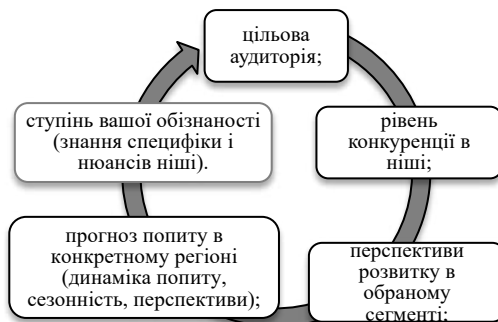 цільова
аудиторія;
рівень
конкуренції в
ніші;
перспективи
розвитку в
обраному
сегменті;
прогноз попиту в
конкретному регіоні
(динаміка попиту,
сезонність, перспективи);
ступінь вашої обізнаності
(знання специфіки і
нюансів ніші).